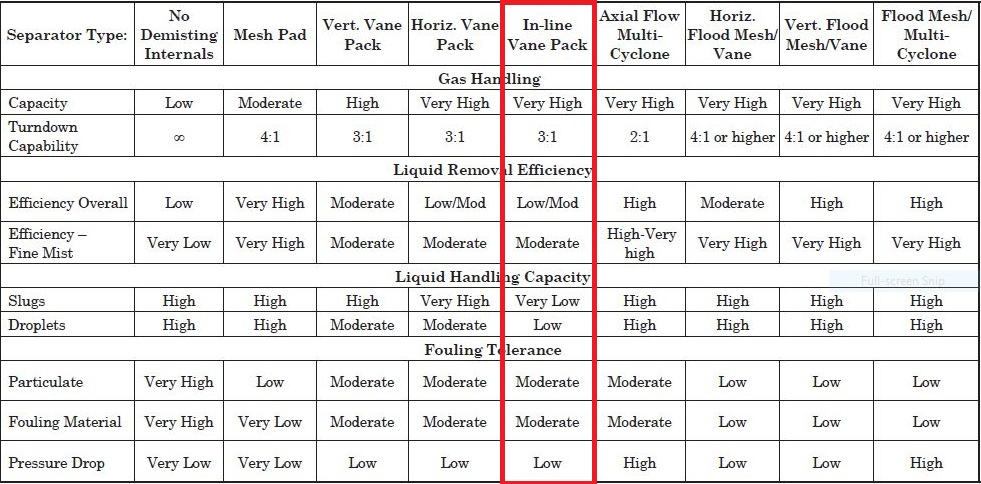 Separator Type: No Demisting Internals Mesh Pad Vert. Vane Pack Horiz. Vane Pack In-line Vane Pack Axial Flow Multi-Cyclone Horiz. Flood Mesh/ Vane Vert. Flood Mesh/Vane Flood Mesh/ Multi-Cyclone
Gas Handling
Capacity Low Moderate High Very High Very High Very High Very High Very High Very High
Turndown Capability ∞ 4:1 3:1 3:1 3:1 2:1 4:1 or higher 4:1 or higher 4:1 or higher
Liquid Removal Efficiency
Efficiency Overall Low Very High Moderate Low/Mod Low/Mod High Moderate High High
Efficiency – Fine Mist Very Low Very High Moderate Moderate Moderate High-Very high Very High Very High Very High
Liquid Handling Capacity
Full-screen Snip
Slugs High High High Very High Very Low High High High High
Droplets High High Moderate Moderate Low High High High High
Fouling Tolerance
Particulate Very High Low Moderate Moderate Moderate Moderate Low Low Low
Fouling Material Very High Very Low Moderate Moderate Moderate Moderate Low Low Low
Pressure Drop Very Low Very Low Low Low Low High Low Low High